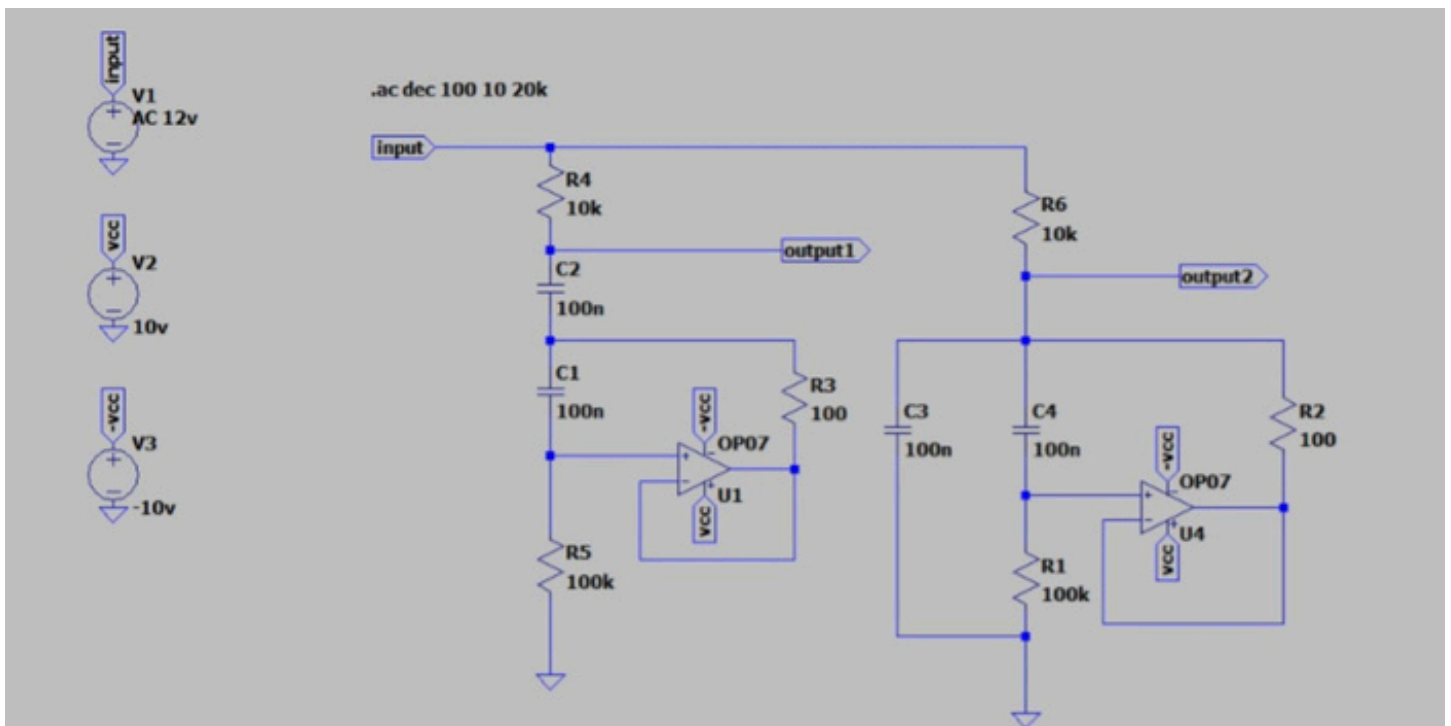 input
V1
AC 12v
.ac dec 100 10 20k
input
R4
10k
R6
10k
vcc
V2
10v
output1
C2
100n
output2
C1
100n
R3
100
-vcc
OP07
U1
vcc
-vcc
V3
-10v
C3
100n
C4
100n
R2
100
-vcc
OP07
U4
vcc
R5
100k
R1
100k